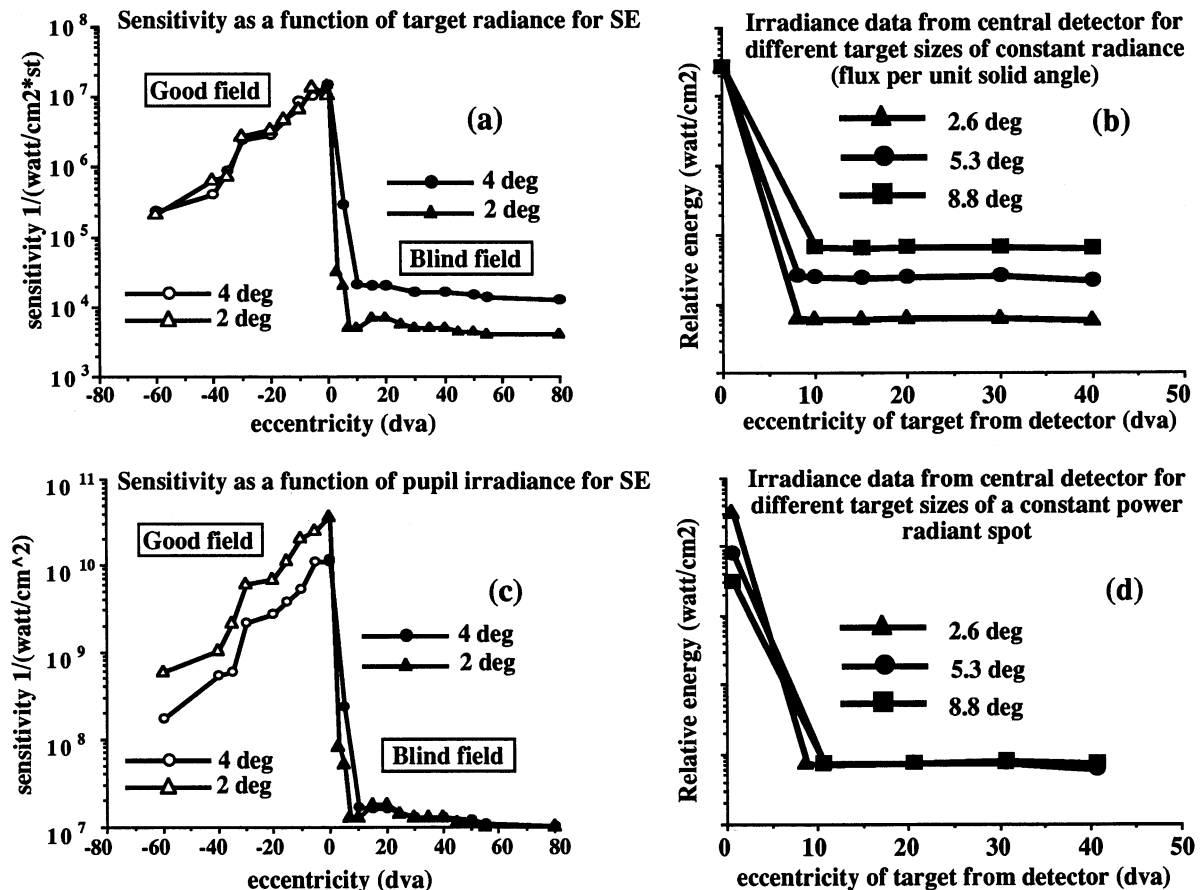 Sensitivity as a function of target radiance for SE
sensitivity 1/(watt/cm2*st)
10^8
10^7
10^6
10^5
10^4
10^3
Good field
(a)
4 deg
2 deg
Blind field
4 deg
2 deg
-80 -60 -40 -20 0 20 40 60 80
eccentricity (dva)
Irradiance data from central detector for
different target sizes of constant radiance
(flux per unit solid angle)
Relative energy (watt/cm2)
2.6 deg
(b)
5.3 deg
8.8 deg
0 10 20 30 40 50
eccentricity of target from detector (dva)
Sensitivity as a function of pupil irradiance for SE
sensitivity 1/(watt/cm^2)
10^11
10^10
10^9
10^8
10^7
Good field
(c)
4 deg
2 deg
Blind field
4 deg
2 deg
-80 -60 -40 -20 0 20 40 60 80
eccentricity (dva)
Irradiance data from central detector for
different target sizes of a constant power
radiant spot
Relative energy (watt/cm2)
(d)
2.6 deg
5.3 deg
8.8 deg
0 10 20 30 40 50
eccentricity of target from detector (dva)